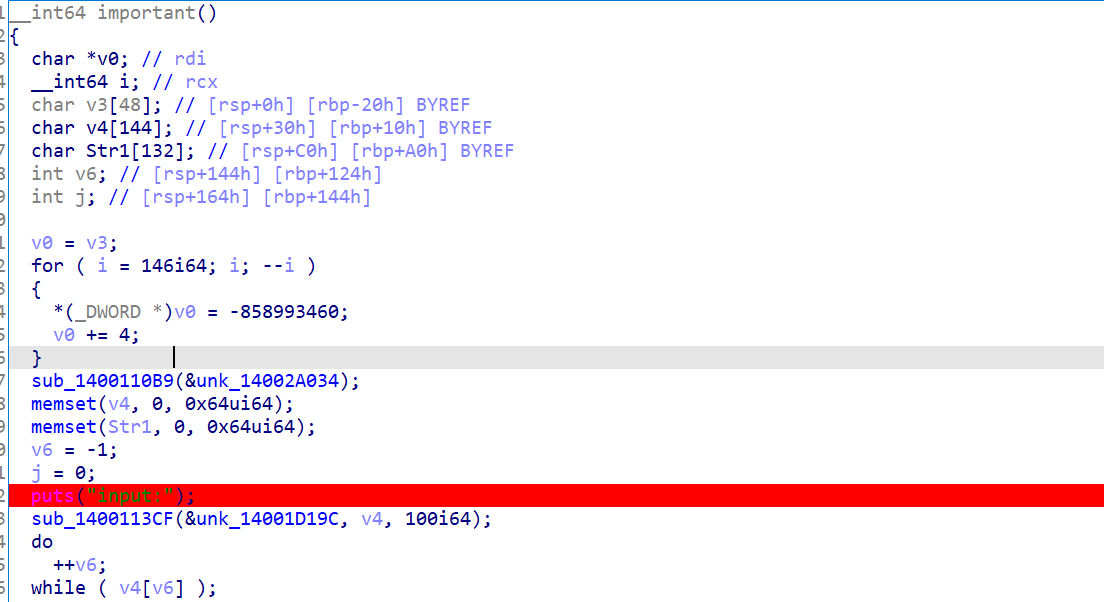 1 __int64 important()
2 {
3 char *v0; // rdi
4 __int64 i; // rcx
5 char v3[48]; // [rsp+0h] [rbp-20h] BYREF
6 char v4[144]; // [rsp+30h] [rbp+10h] BYREF
7 char Str1[132]; // [rsp+C0h] [rbp+A0h] BYREF
8 int v6; // [rsp+144h] [rbp+124h]
9 int j; // [rsp+164h] [rbp+144h]
0
1 v0 = v3;
2 for ( i = 146i64; i; --i )
3 {
4 *(_DWORD *)v0 = -858993460;
5 v0 += 4;
6 }
7 sub_1400110B9(&unk_14002A034);
8 memset(v4, 0, 0x64ui64);
9 memset(Str1, 0, 0x64ui64);
0 v6 = -1;
1 j = 0;
2 puts("input:");
3 sub_1400113CF(&unk_14001D19C, v4, 100i64);
4 do
5 ++v6;
6 while ( v4[v6] );